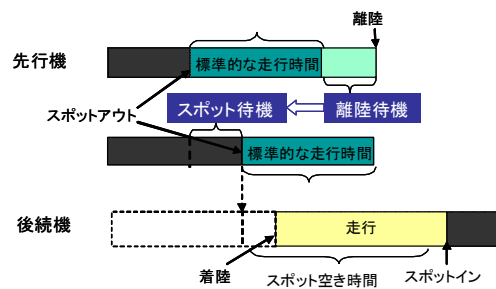 離陸
先行機
標準的な走行時間
スポット待機
離陸待機
スポットアウト
標準的な走行時間
後続機
走行
着陸
スポット空き時間
スポットイン